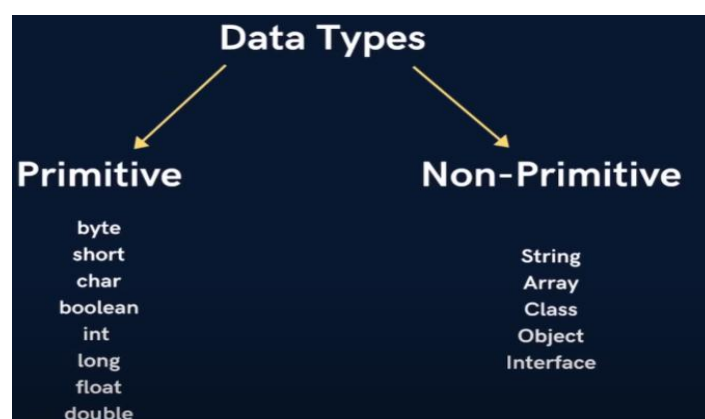 Data Types
Primitive
byte
short
char
boolean
int
long
float
double
Non-Primitive
String
Array
Class
Object
Interface